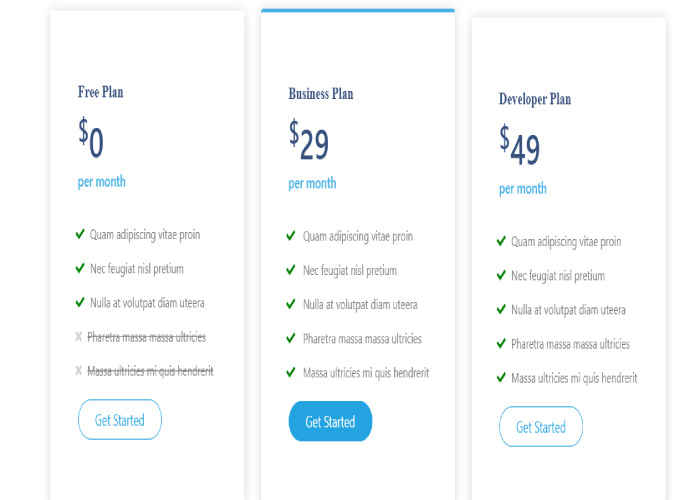 Free Plan
$0
per month
Quam adipiscing vitae proin
Nec feugiat nisl pretium
Nulla at volutpat diam uteera
Pharetra massa massa ultricies
Massa ultricies mi quis hendrerit
Get Started
Business Plan
$29
per month
Quam adipiscing vitae proin
Nec feugiat nisl pretium
Nulla at volutpat diam uteera
Pharetra massa massa ultricies
Massa ultricies mi quis hendrerit
Get Started
Developer Plan
$49
per month
Quam adipiscing vitae proin
Nec feugiat nisl pretium
Nulla at volutpat diam uteera
Pharetra massa massa ultricies
Massa ultricies mi quis hendrerit
Get Started